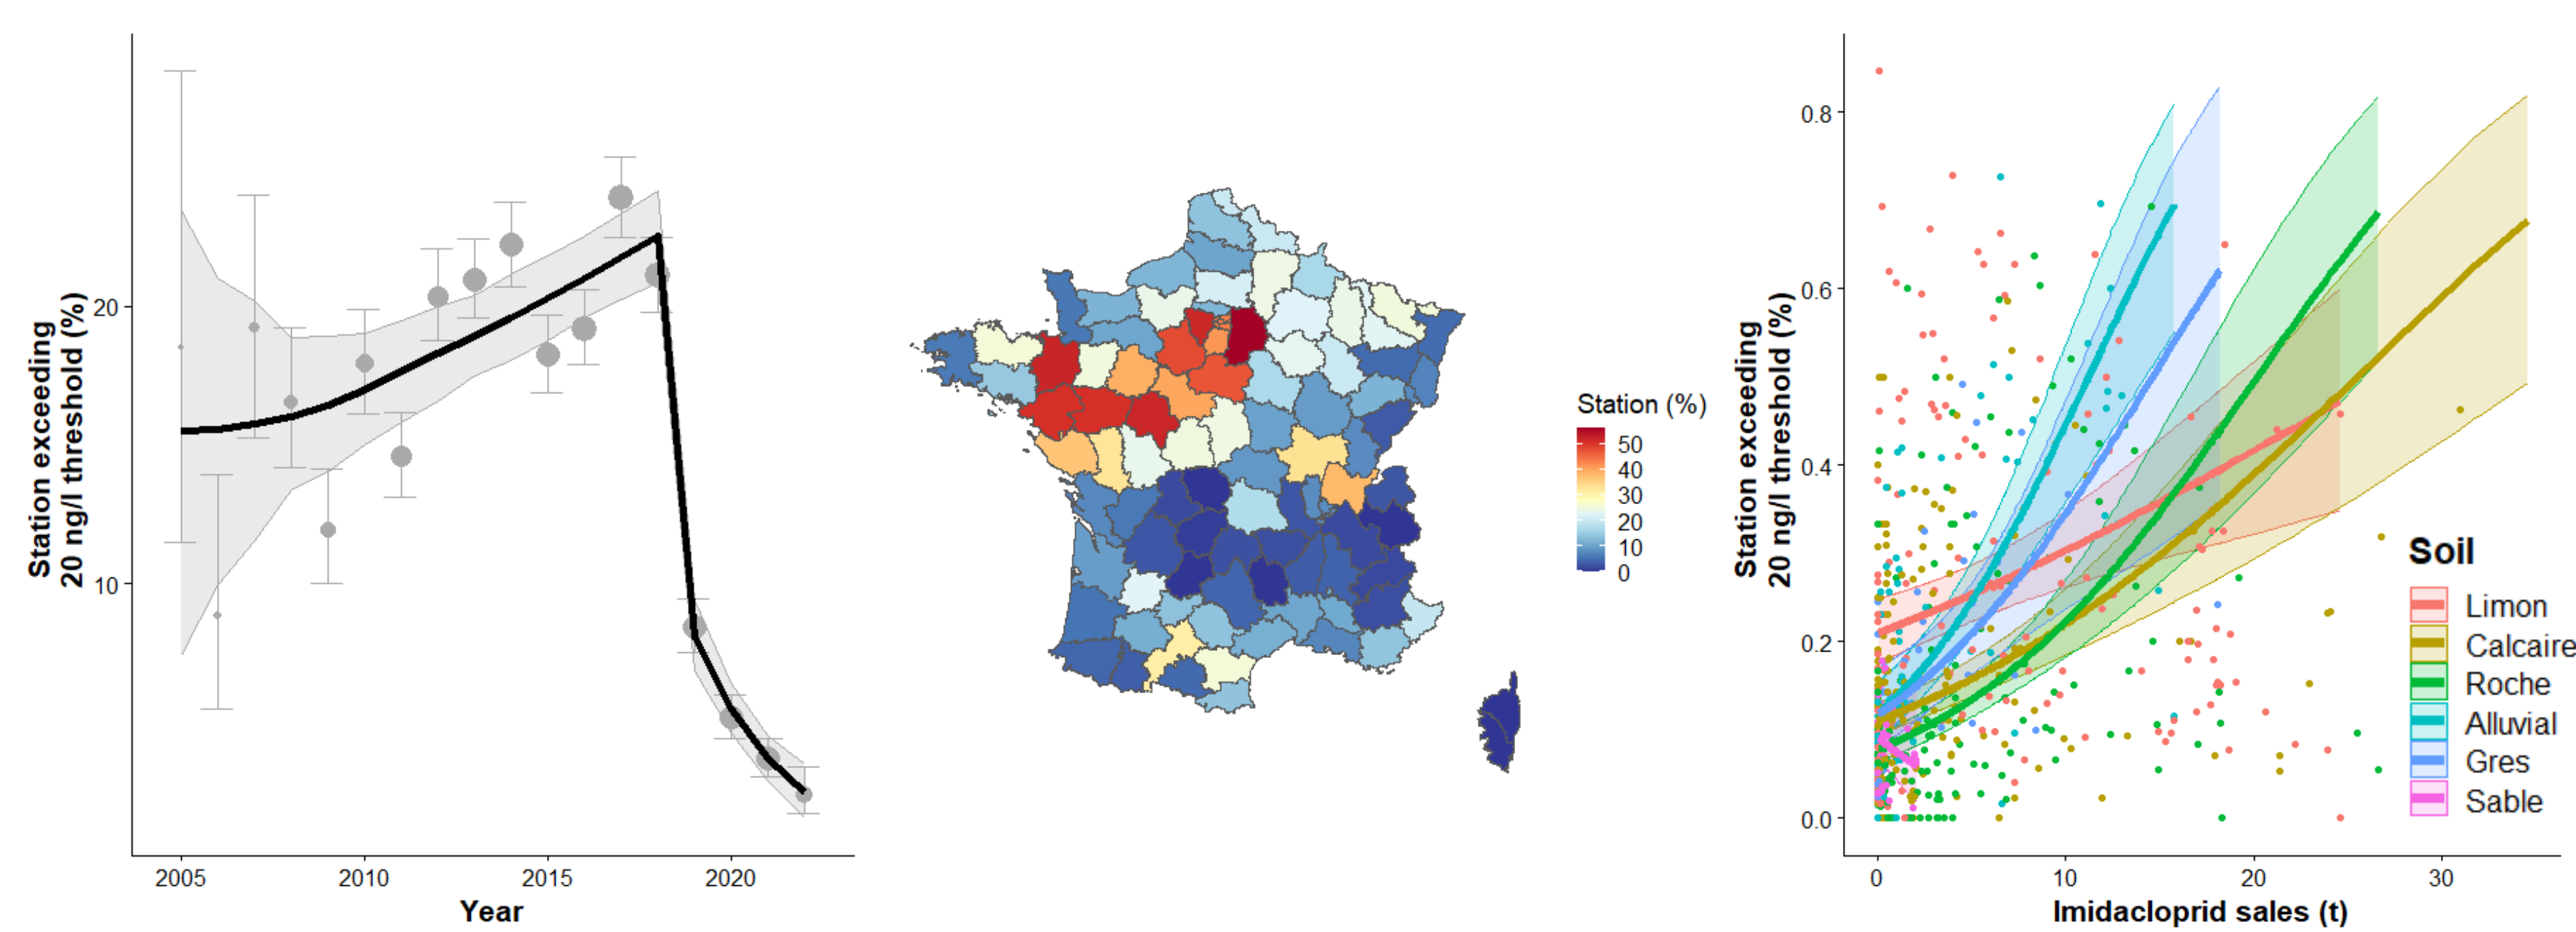 Station exceeding
20 ng/l threshold (%)
20
10
2005
2010
2015
2020
Year
Station (%)
50
40
30
20
10
0
Station exceeding
20 ng/l threshold (%)
0.8
0.6
0.4
0.2
0.0
0
10
20
30
Imidacloprid sales (t)
Soil
Limon
Calcaire
Roche
Alluvial
Gres
Sable